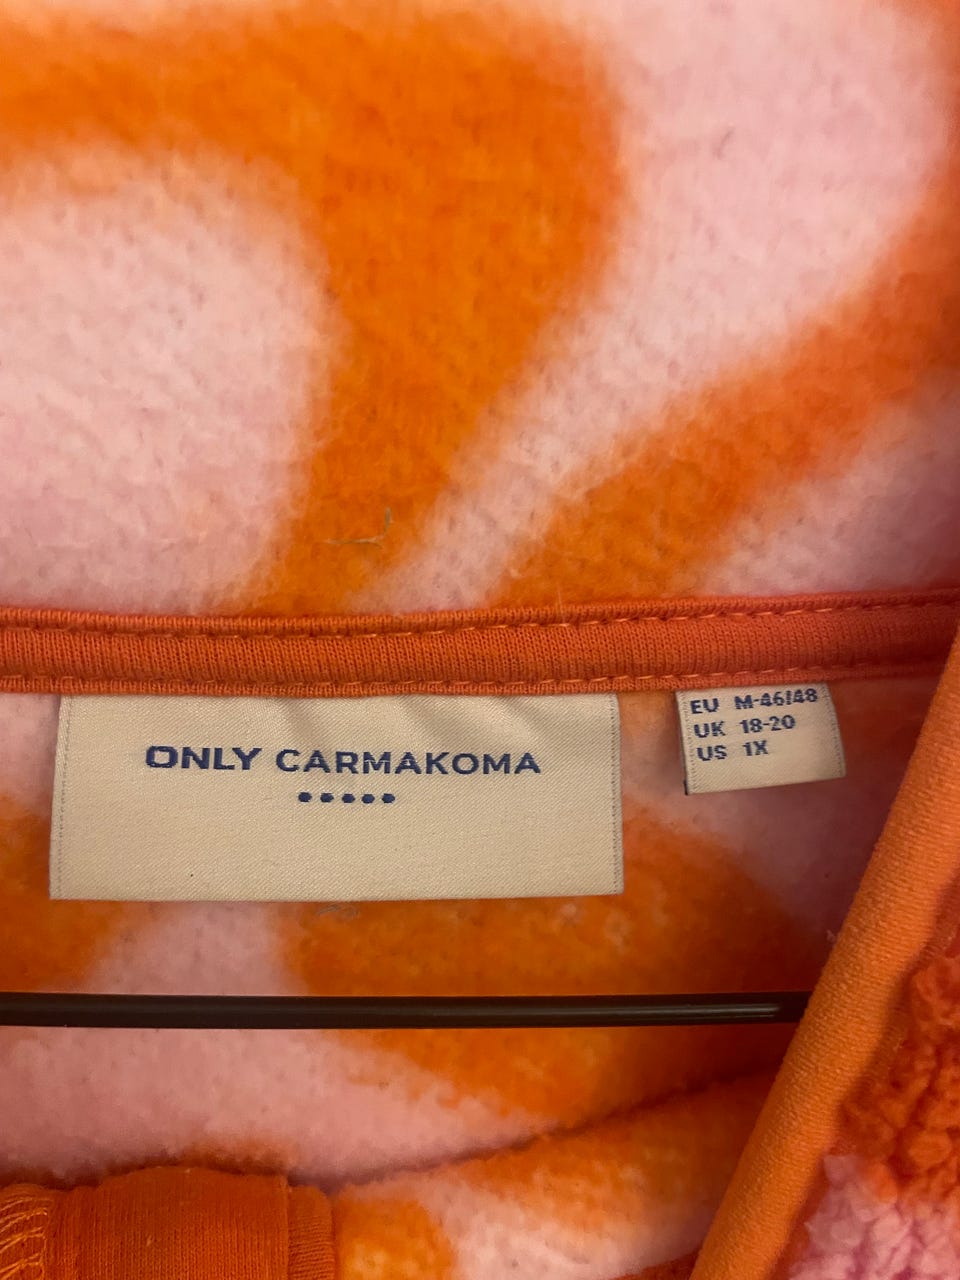 ONLY CARMAKOMA
EU M-46/48
UK 18-20
US 1X